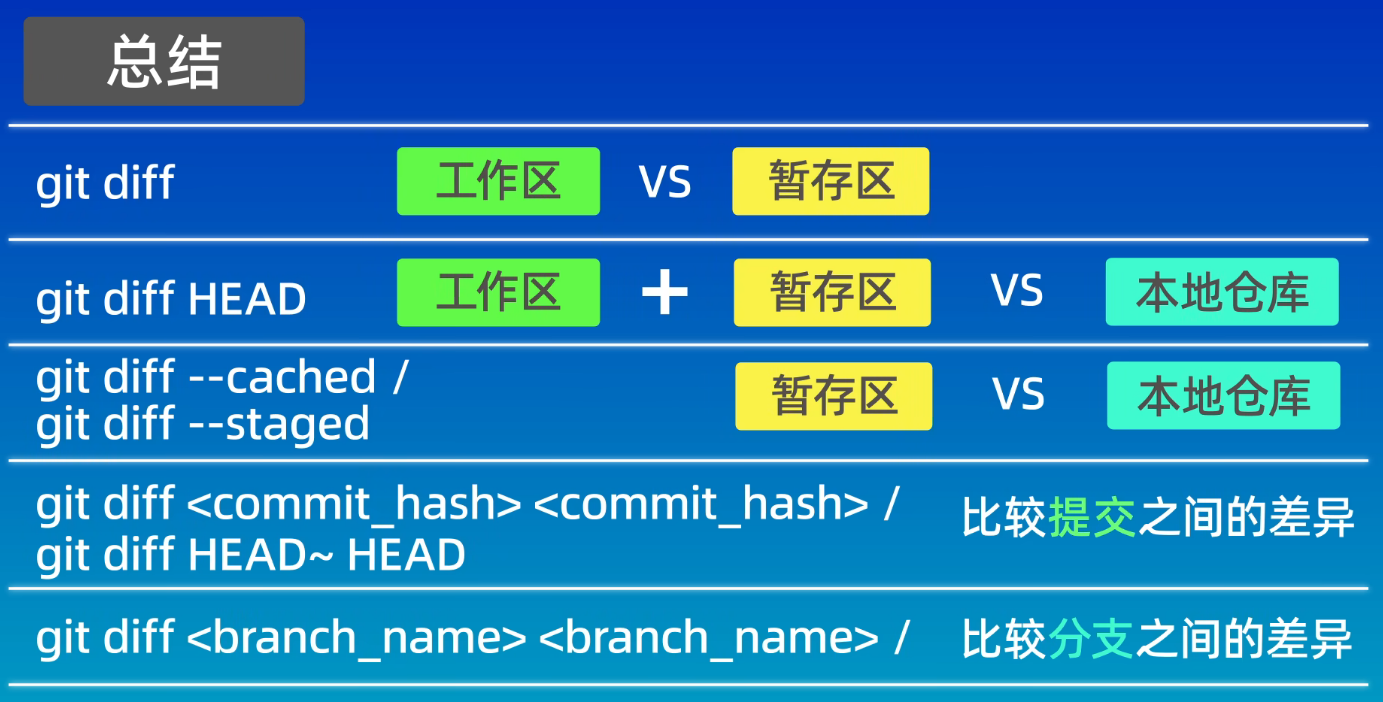 总结
git diff 工作区 VS 暂存区
git diff HEAD 工作区 + 暂存区 VS 本地仓库
git diff --cached /
git diff --staged
暂存区 VS 本地仓库
git diff <commit_hash> <commit_hash> /
git diff HEAD~ HEAD
比较提交之间的差异
git diff <branch_name> <branch_name> / 比较分支之间的差异